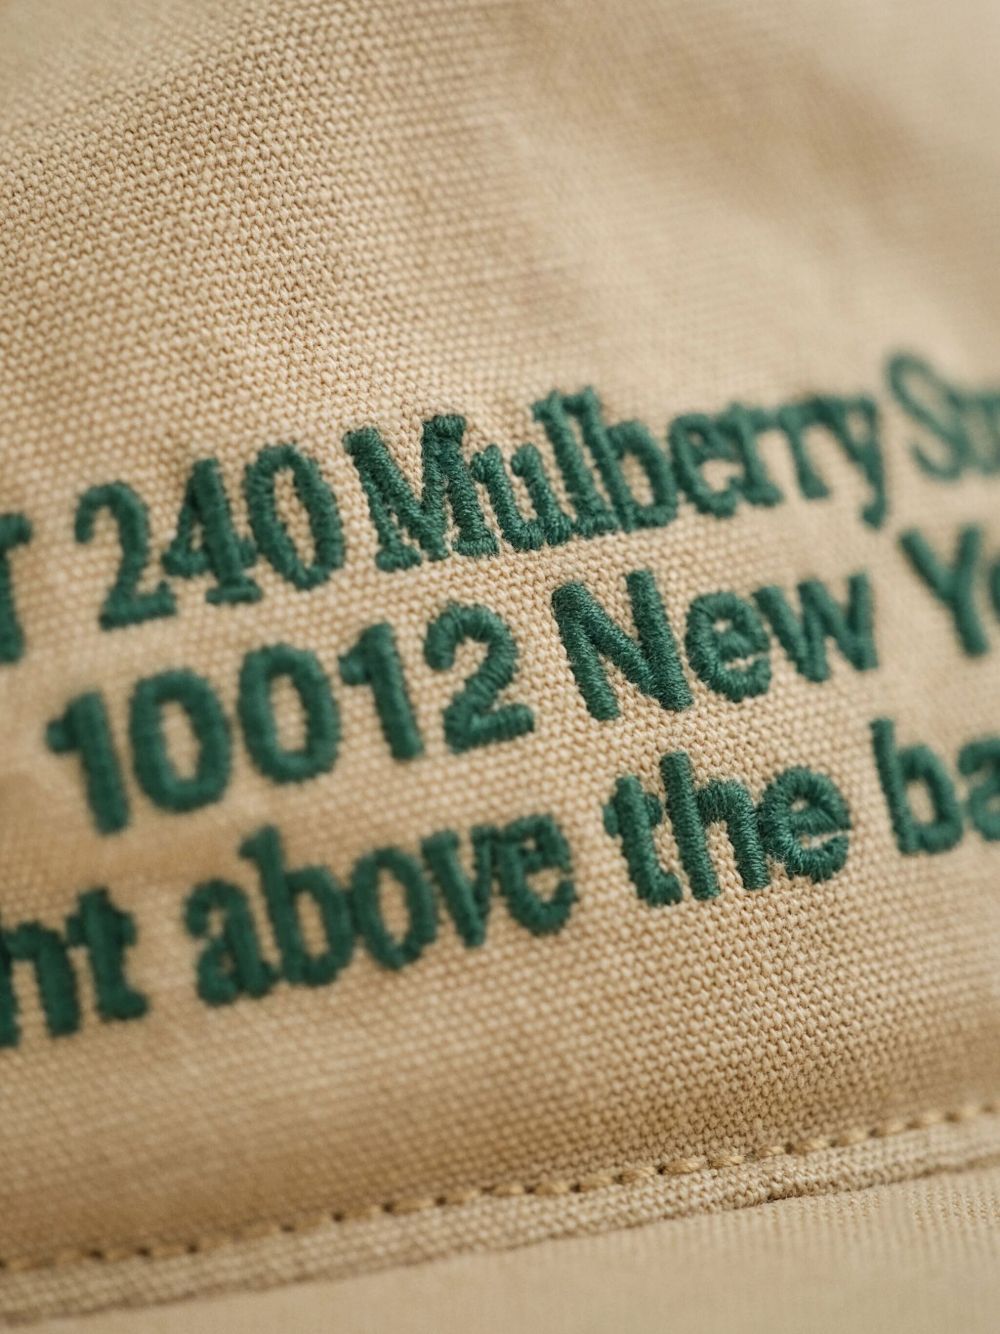 240 Mulberry
10012 New
above the